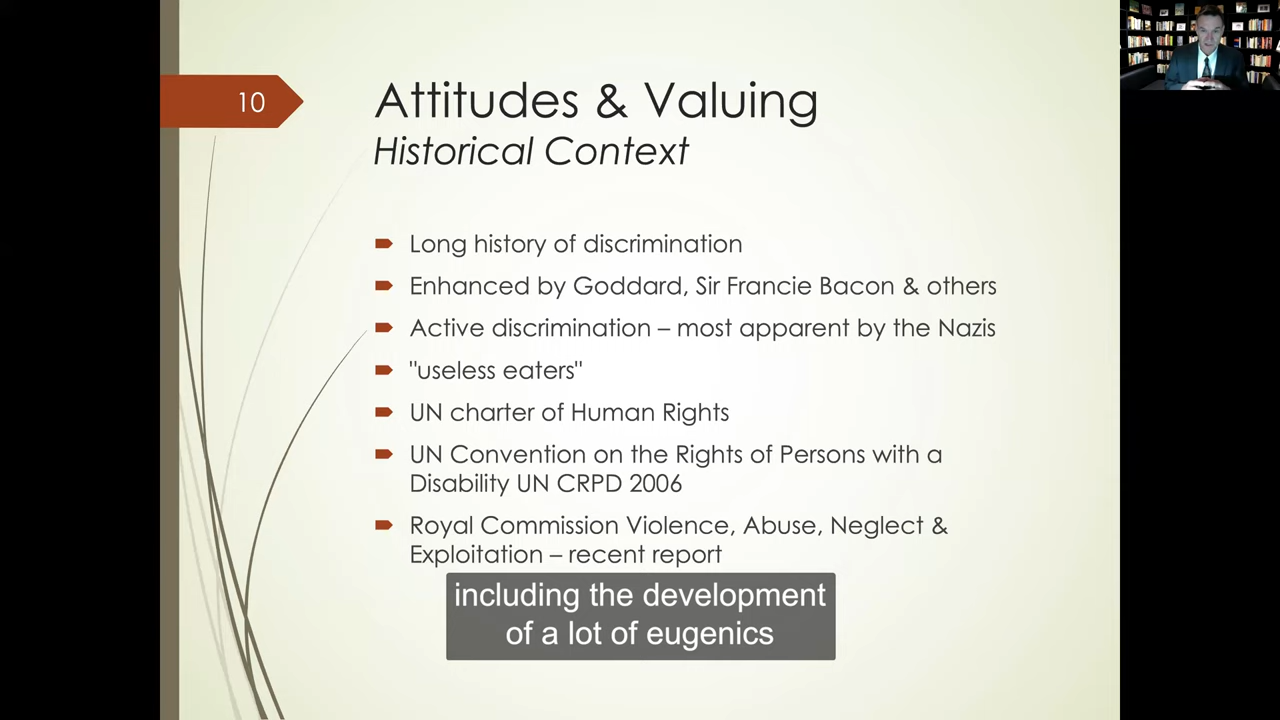 10
Attitudes & Valuing
Historical Context
Long history of discrimination
Enhanced by Goddard, Sir Francie Bacon & others
Active discrimination – most apparent by the Nazis
"useless eaters"
UN charter of Human Rights
UN Convention on the Rights of Persons with a
Disability UN CRPD 2006
Royal Commission Violence, Abuse, Neglect &
Exploitation – recent report
including the development
of a lot of eugenics